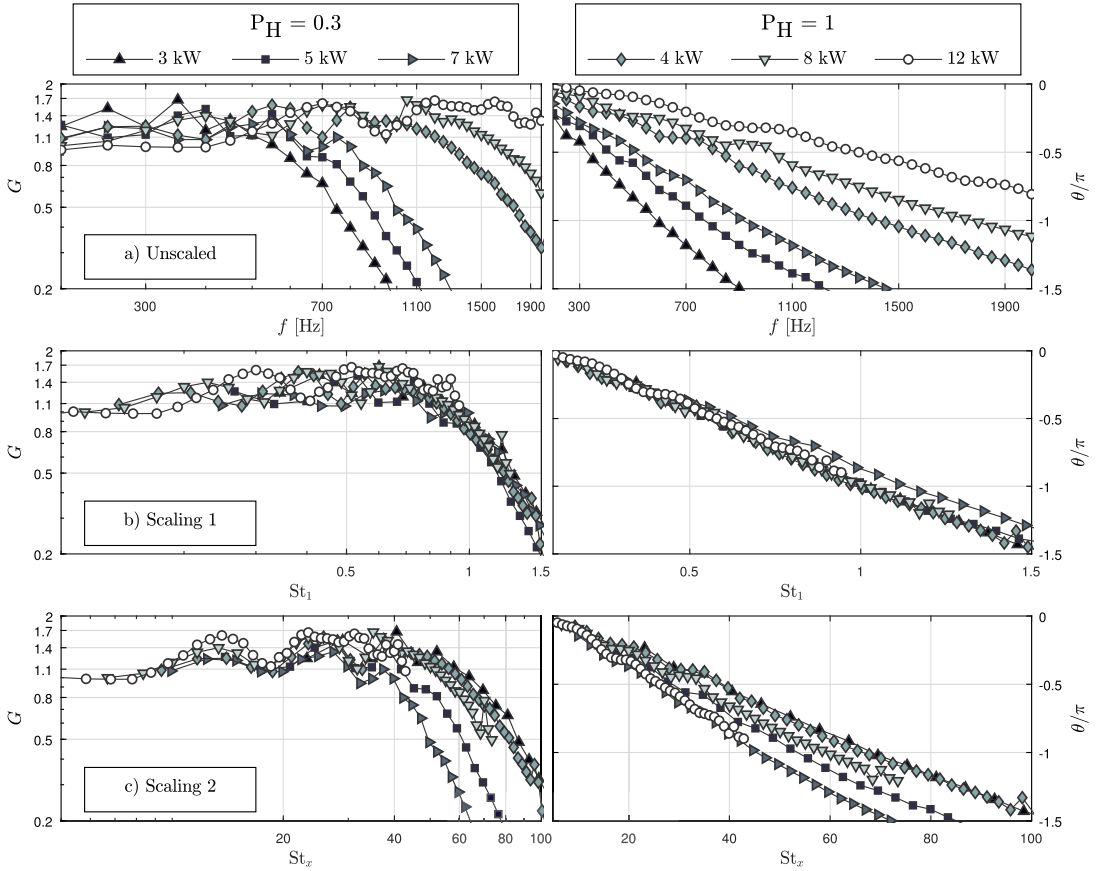 P_H = 0.3
3 kW 5 kW 7 kW
P_H = 1
4 kW 8 kW 12 kW
2
1.7
1.4
1.1
0.8
0.5
0.2
G
a) Unscaled
300 700 1100 1500 1900
f [Hz]
0
-0.5
-1
-1.5
θ/π
300 700 1100 1500 1900
f [Hz]
2
1.7
1.4
1.1
0.8
0.5
0.2
G
b) Scaling 1
0.5 1 1.5
St₁
0
-0.5
-1
-1.5
θ/π
0.5 1 1.5
St₁
2
1.7
1.4
1.1
0.8
0.5
0.2
G
c) Scaling 2
20 40 60 80 100
Stₓ
0
-0.5
-1
-1.5
θ/π
20 40 60 80 100
Stₓ